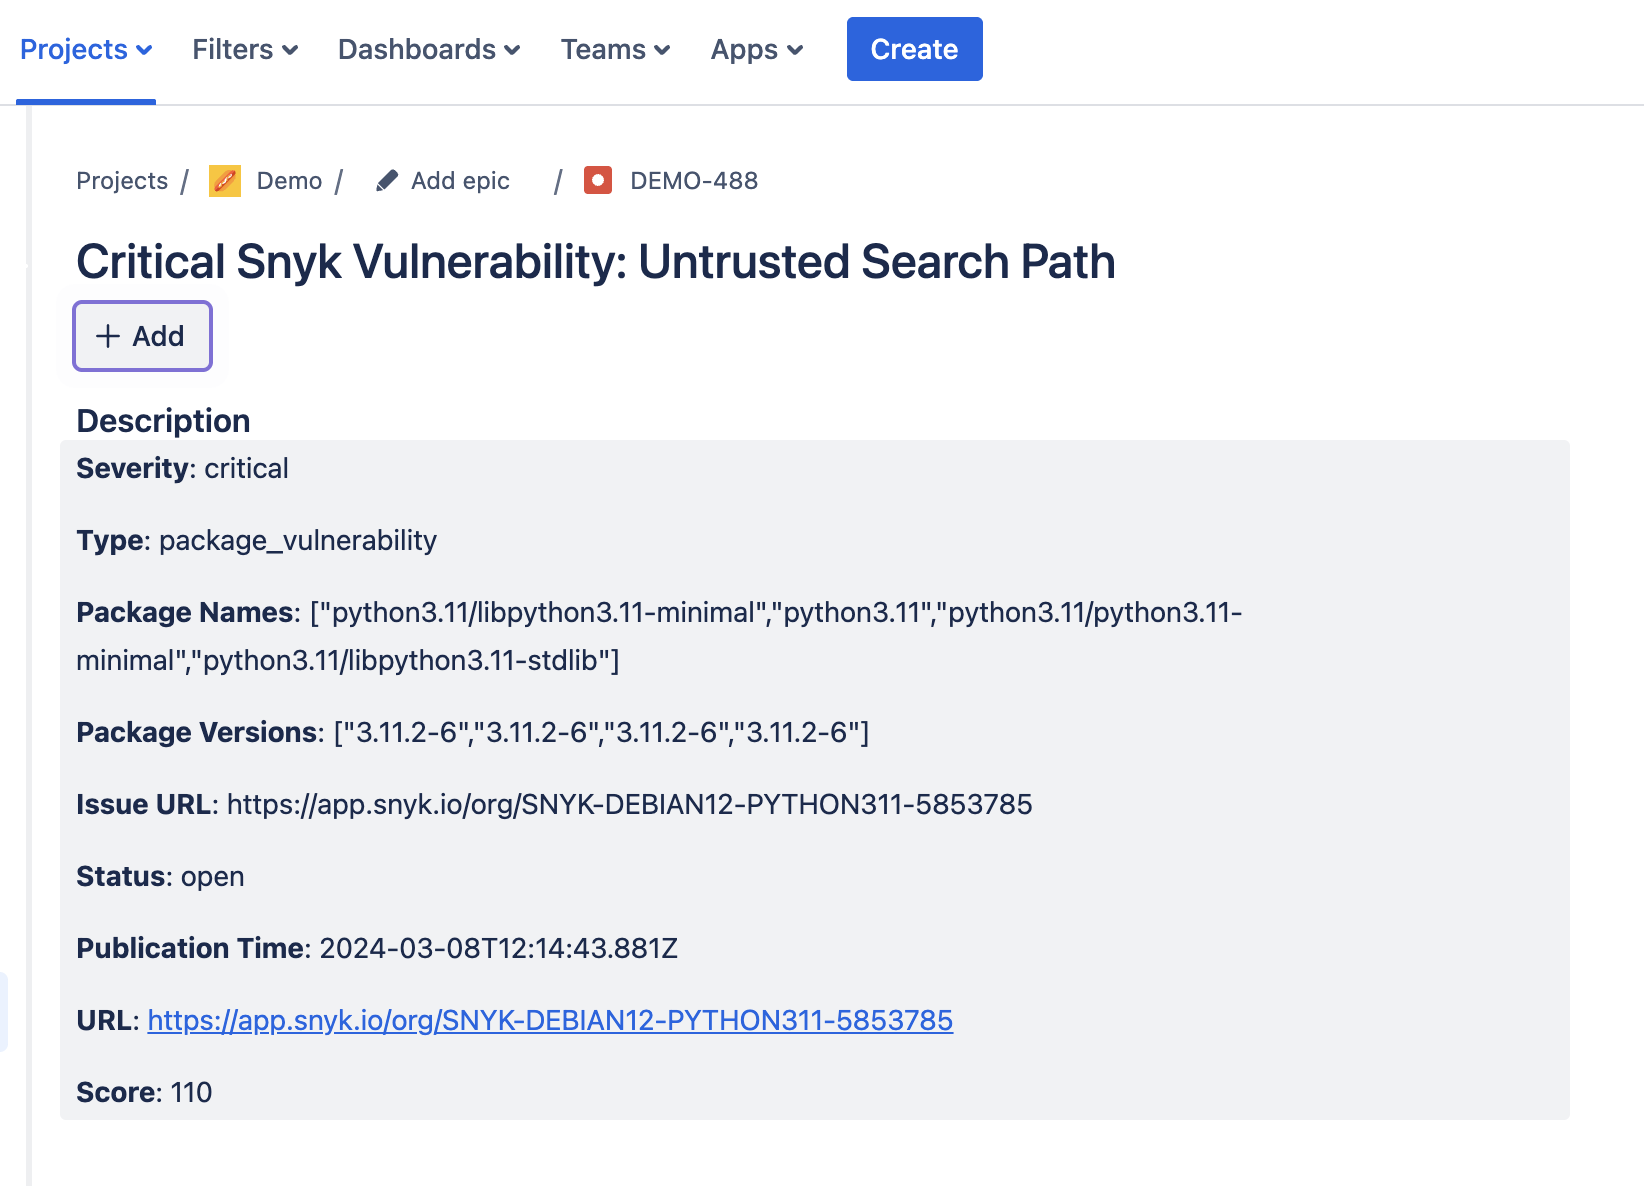 Projects Filters Dashboards Teams Apps Create
Projects / Demo / Add epic / DEMO-488
Critical Snyk Vulnerability: Untrusted Search Path
+ Add
Description
Severity: critical
Type: package_vulnerability
Package Names: ["python3.11/libpython3.11-minimal","python3.11","python3.11/python3.11-
minimal","python3.11/libpython3.11-stdlib"]
Package Versions: ["3.11.2-6","3.11.2-6","3.11.2-6","3.11.2-6"]
Issue URL: https://app.snyk.io/org/SNYK-DEBIAN12-PYTHON311-5853785
Status: open
Publication Time: 2024-03-08T12:14:43.881Z
URL: https://app.snyk.io/org/SNYK-DEBIAN12-PYTHON311-5853785
Score: 110